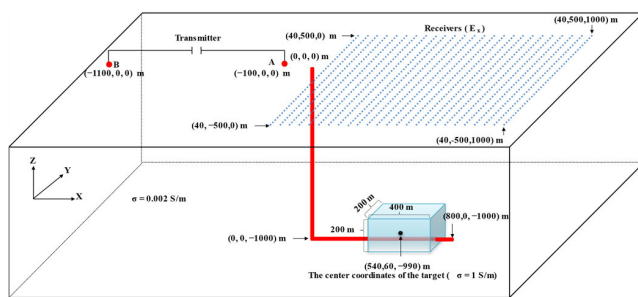 (40,500,0) m
Receivers ( Eₓ )
(40,500,1000) m
Transmitter
B
(−1100,0,0) m
A
(−100,0,0) m
(0, 0, 0) m
(40, −500,0) m
(40,-500,1000) m
Z
Y
X
σ = 0.002 S/m
200 m
400 m
200 m
(800,0, −1000) m
(0, 0, −1000) m
(540,60, −990) m
The center coordinates of the target ( σ = 1 S/m)